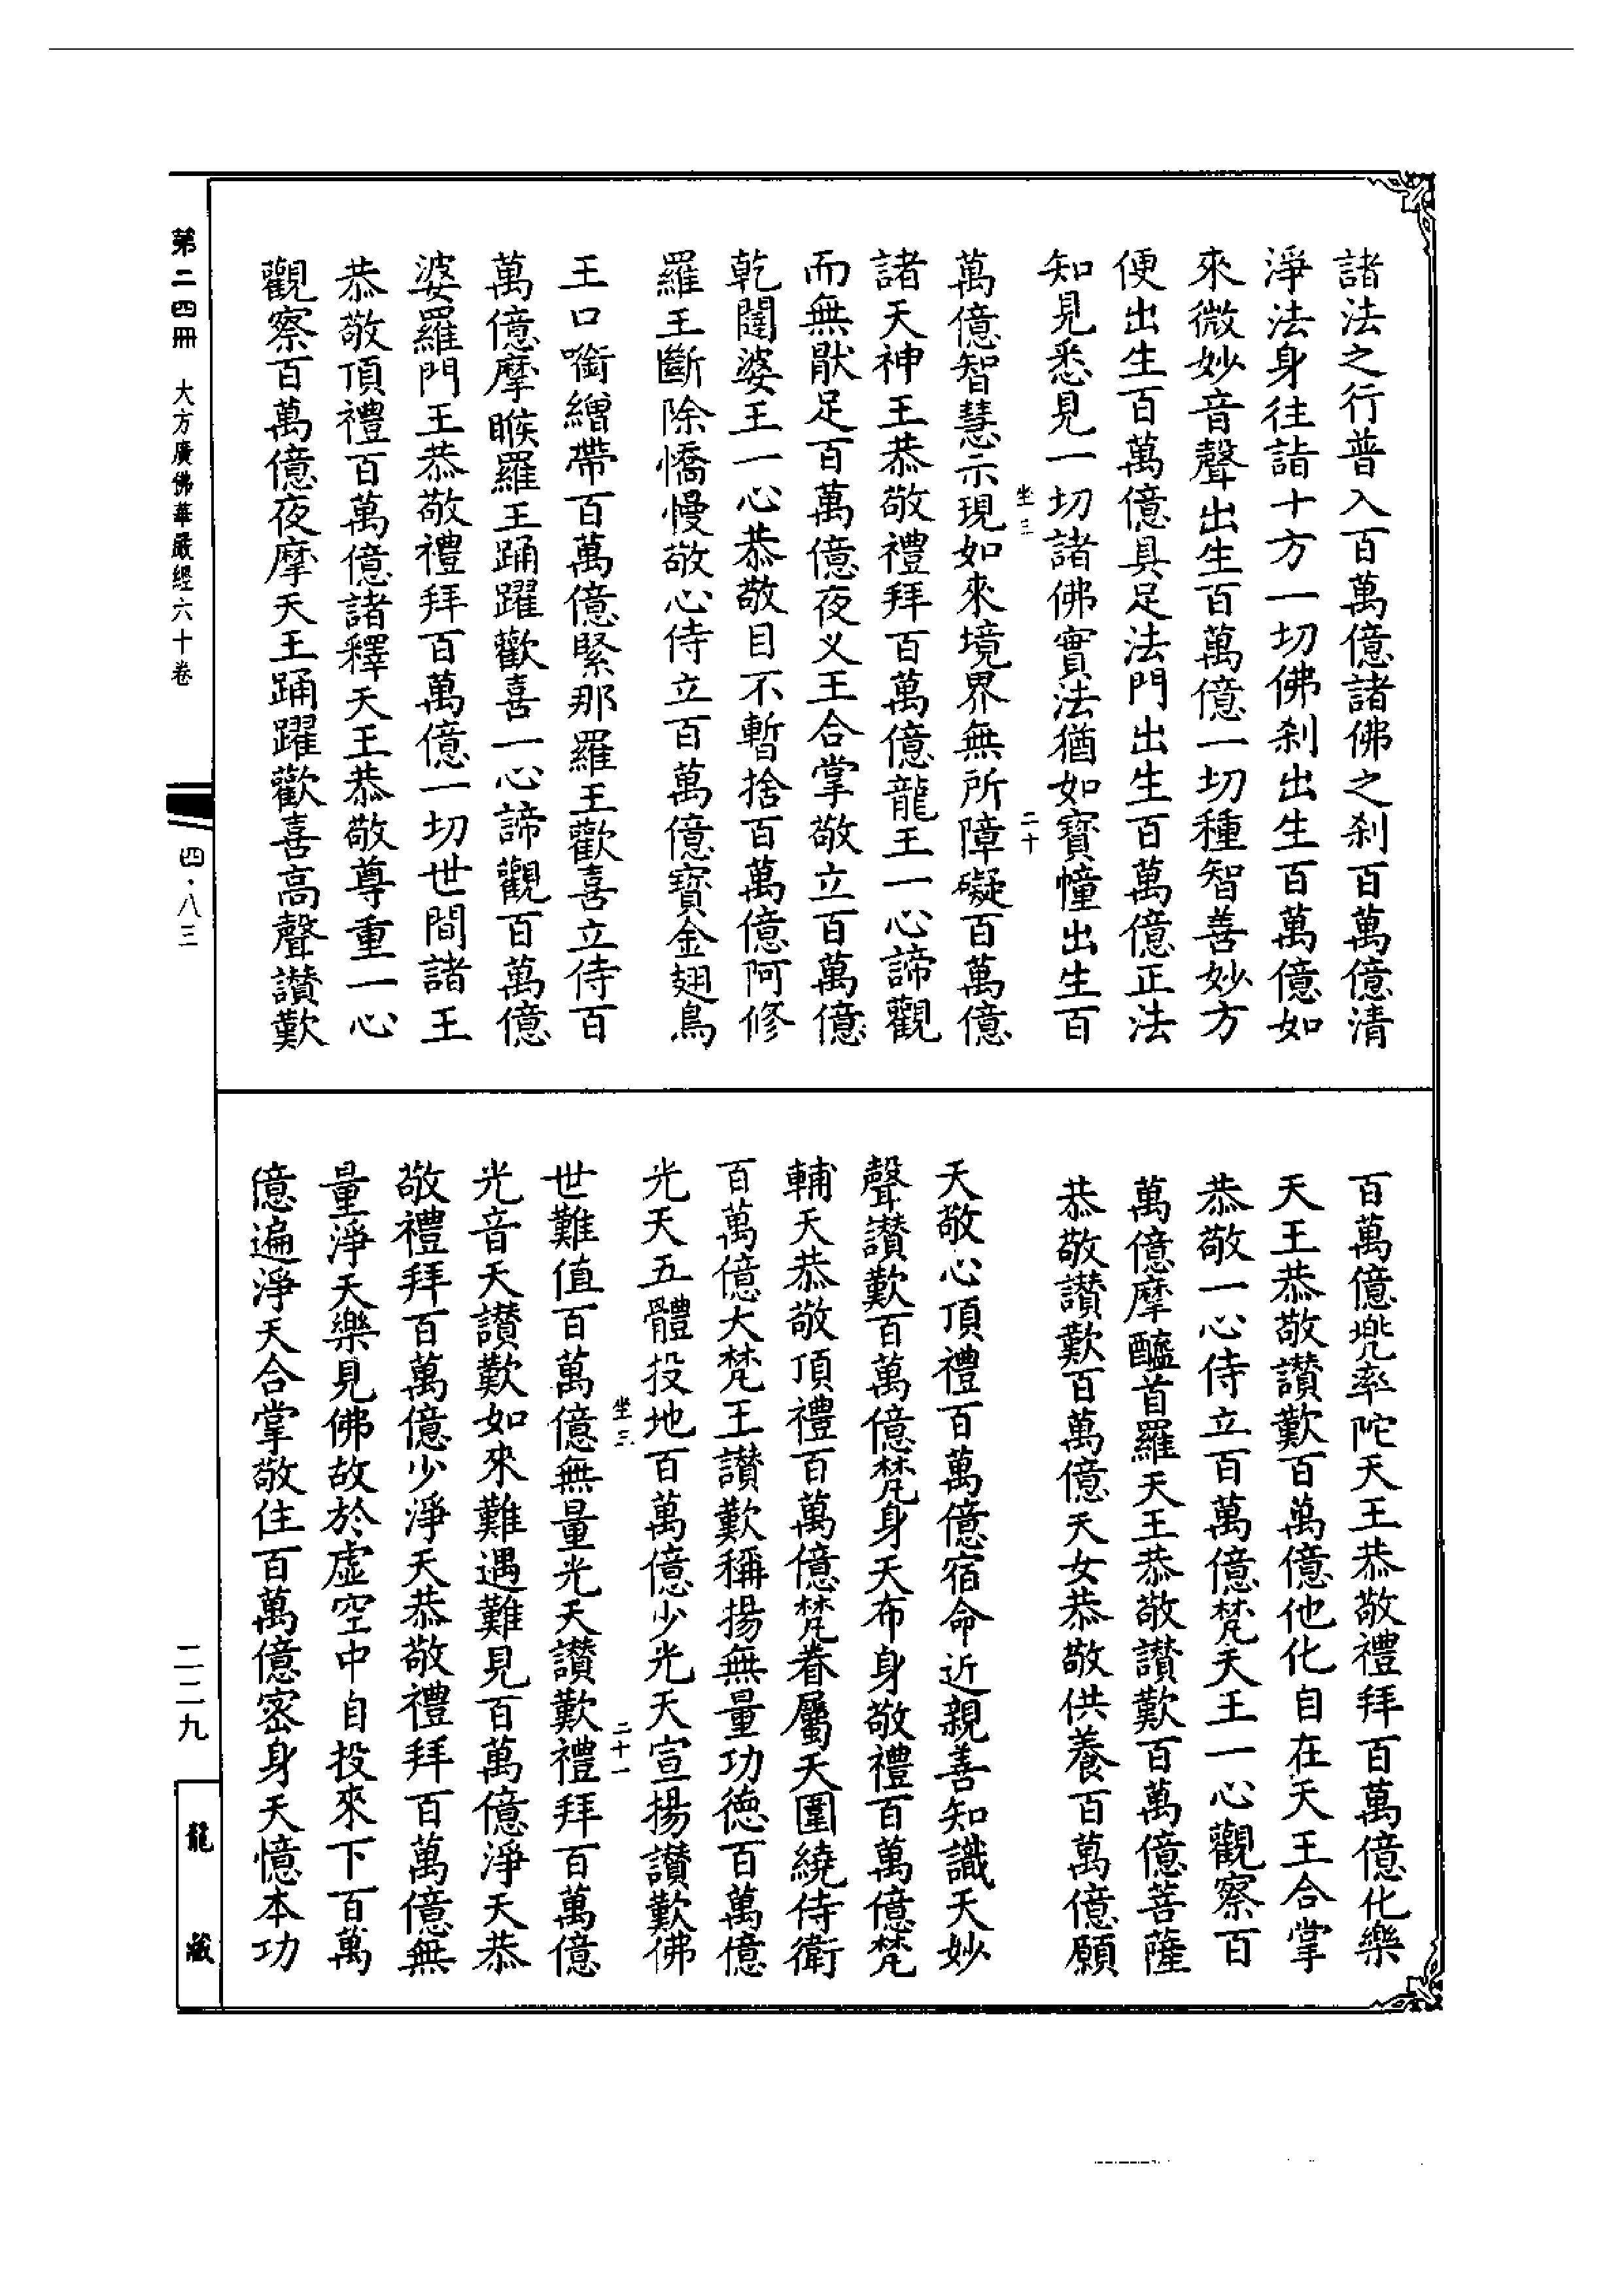 諸法之行普入百萬億諸佛之刹百萬億清
淨法身往詣十方一切佛刹出生百萬億如
來微妙音聲出生百萬億一切種智善妙方
便出生百萬億具足法門出生百萬億正法
知見悉見一切諸佛實法猶如寳幢出生百
坐三
二十
萬億智慧示現如來境界無所障礙百萬億
諸天神王恭敬禮拜百萬億龍王一心諦觀
而無猒足百萬億夜义王合掌敬立百萬億
乾闥婆王一心恭敬目不暫捨百萬億阿修
羅王斷除憍慢敬心侍立百萬億寳金翅鳥
王口銜繒帶百萬億緊那羅王歡喜立侍百
萬億摩睺羅王踊躍歡喜一心諦觀百萬億
婆羅門王恭敬禮拜百萬億一切世間諸王
恭敬頂禮百萬億諸釋天王恭敬尊重一心
觀察百萬億夜摩天王踊躍歡喜高聲讃歎
百萬億兠率陀天王恭敬禮拜百萬億化樂
天王恭敬讃歎百萬億他化自在天王合掌
恭敬一心侍立百萬億梵天王一心觀察百
萬億摩醯首羅天王恭敬讃歎百萬億菩薩
恭敬讃歎百萬億天女恭敬供養百萬億願
天敬心頂禮百萬億宿命近親善知識天妙
聲讃歎百萬億梵身天布身敬禮百萬億梵
輔天恭敬頂禮百萬億梵眷屬天圍繞侍衛
百萬億大梵王讃歎稱揚無量功德百萬億
光天五體投地百萬億少光天宣揚讃歎佛
坐三
二十一
世難值百萬億無量光天讃歎禮拜百萬億
光音天讃歎如來難遇難見百萬億淨天恭
敬禮拜百萬億少淨天恭敬禮拜百萬億無
量淨天樂見佛故於虛空中自投來下百萬
億遍淨天合掌敬住百萬億密身天憶本功
第二四冊 大方廣佛華嚴經六十卷
四·八三
二二九
龍藏